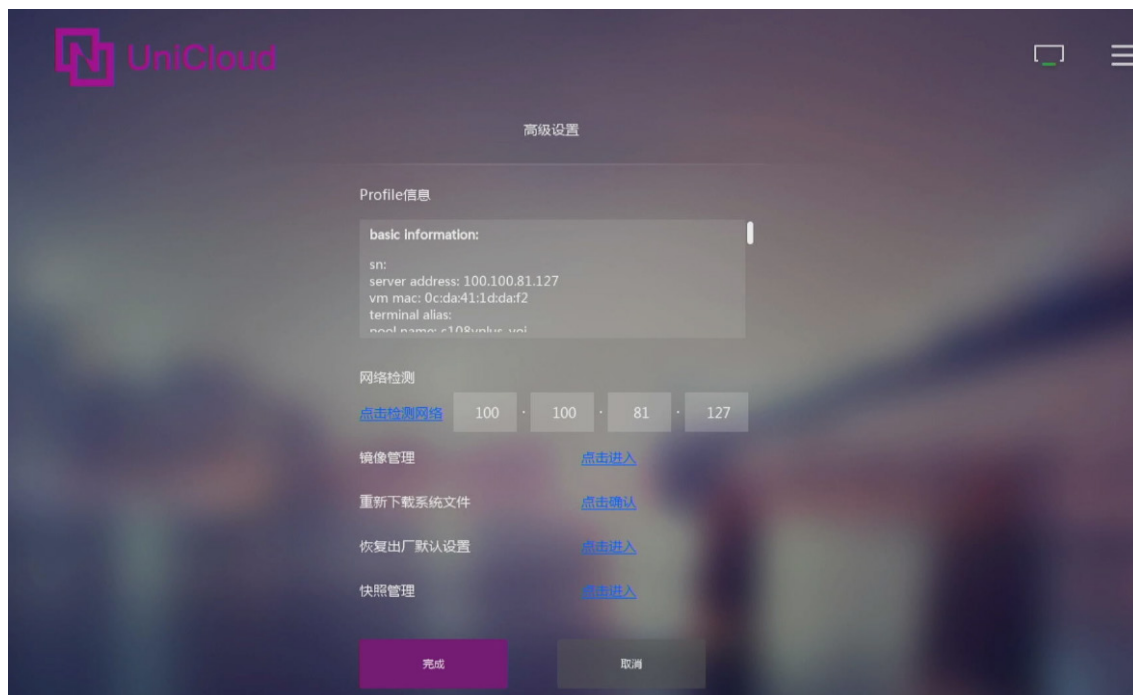 UniCloud
高级设置
Profile信息
basic information:
sn:
server address: 100.100.81.127
vm mac: 0c:da:41:1d:da:f2
terminal alias:
pool name: c108vplus_voi
网络检测
点击检测网络 100 · 100 · 81 · 127
镜像管理 点击进入
重新下载系统文件 点击确认
恢复出厂默认设置 点击进入
快照管理 点击进入
完成 取消